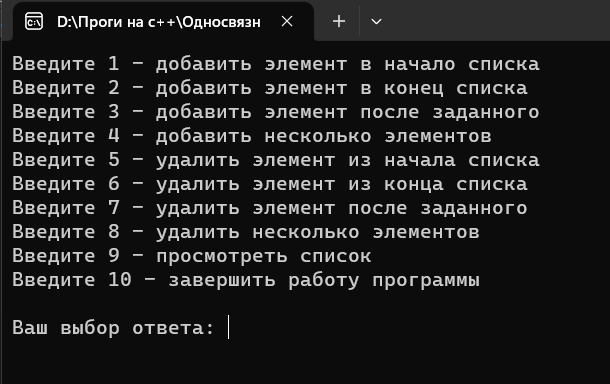 D:\Проги на с++\Односвязн
Введите 1 - добавить элемент в начало списка
Введите 2 - добавить элемент в конец списка
Введите 3 - добавить элемент после заданного
Введите 4 - добавить несколько элементов
Введите 5 - удалить элемент из начала списка
Введите 6 - удалить элемент из конца списка
Введите 7 - удалить элемент после заданного
Введите 8 - удалить несколько элементов
Введите 9 - просмотреть список
Введите 10 - завершить работу программы
Ваш выбор ответа: